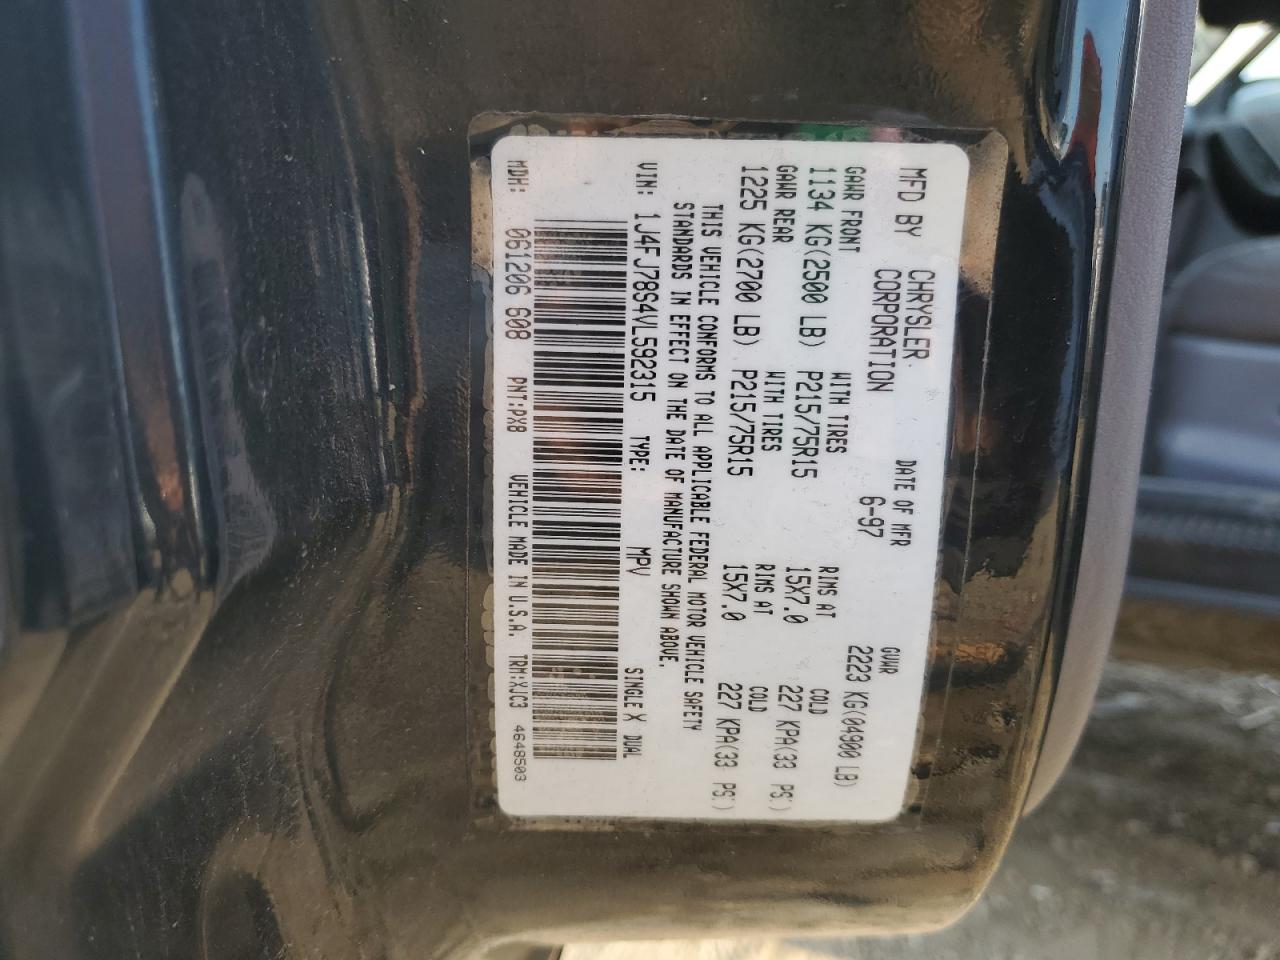 MFD BY CHRYSLER CORPORATION DATE OF MFR 6-97 GVWR 2223 KG(04900 LB)
GAWR FRONT WITH TIRES RIMS AT COLD
1134 KG(2500 LB) P215/75R15 15X7.0 227 KPA(33 PSI)
GAWR REAR WITH TIRES RIMS AT COLD
1225 KG(2700 LB) P215/75R15 15X7.0 227 KPA(33 PSI)
THIS VEHICLE CONFORMS TO ALL APPLICABLE FEDERAL MOTOR VEHICLE SAFETY
STANDARDS IN EFFECT ON THE DATE OF MANUFACTURE SHOWN ABOVE.
VIN: 1J4FJ78S4VL592315 TYPE: MPV SINGLE X DUAL
MDH: 061206 608 PNT:PX8 VEHICLE MADE IN U.S.A. TRM:XJC3 4648503